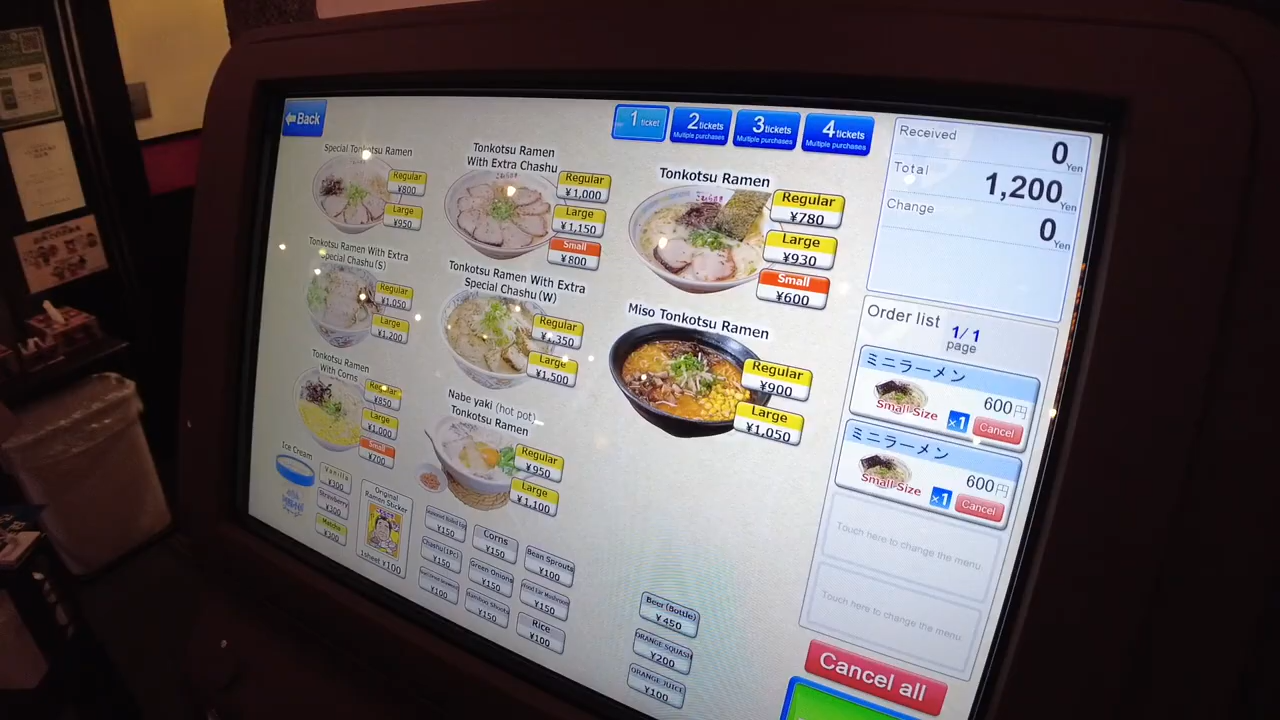 Back
1 ticket
2 tickets
Multiple purchases
3 tickets
Multiple purchases
4 tickets
Multiple purchases
Special Tonkotsu Ramen
Regular
¥800
Large
¥950
Tonkotsu Ramen
With Extra Chashu
Regular
¥1,000
Large
¥1,150
Small
¥800
Tonkotsu Ramen
Regular
¥780
Large
¥930
Small
¥600
Tonkotsu Ramen With Extra
Special Chashu (S)
Regular
¥1,050
Large
¥1,200
Tonkotsu Ramen With Extra
Special Chashu (W)
Regular
¥1,350
Large
¥1,500
Miso Tonkotsu Ramen
Regular
¥900
Large
¥1,050
Tonkotsu Ramen
With Corns
Regular
¥850
Large
¥1,000
Small
¥700
Nabe yaki (hot pot)
Tonkotsu Ramen
Regular
¥950
Large
¥1,100
Ice Cream
Vanilla
¥300
Strawberry
¥300
Matcha
¥300
Original
Ramen Sticker
1sheet ¥100
¥150
Chashu(1Pc)
¥150
¥100
Corns
¥150
Green Onions
¥150
Bamboo Shoots
¥150
Bean Sprouts
¥100
Wood Ear Mushroom
¥150
Rice
¥100
Beer (Bottle)
¥450
ORANGE SQUASH
¥200
ORANGE JUICE
¥100
Received
0 Yen
Total
1,200 Yen
Change
0 Yen
Order list
1/1
page
ミニラーメン
Small Size
×1
600円
Cancel
ミニラーメン
Small Size
×1
600円
Cancel
Touch here to change the menu
Touch here to change the menu
Cancel all